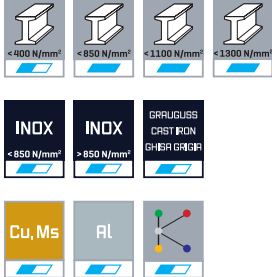 <400 N/mm²
<850 N/mm²
<1100 N/mm²
<1300 N/mm²
INOX
<850 N/mm²
INOX
>850 N/mm²
GRAUGUSS
CAST IRON
GHISA GRIGIA
Cu, Ms
Al